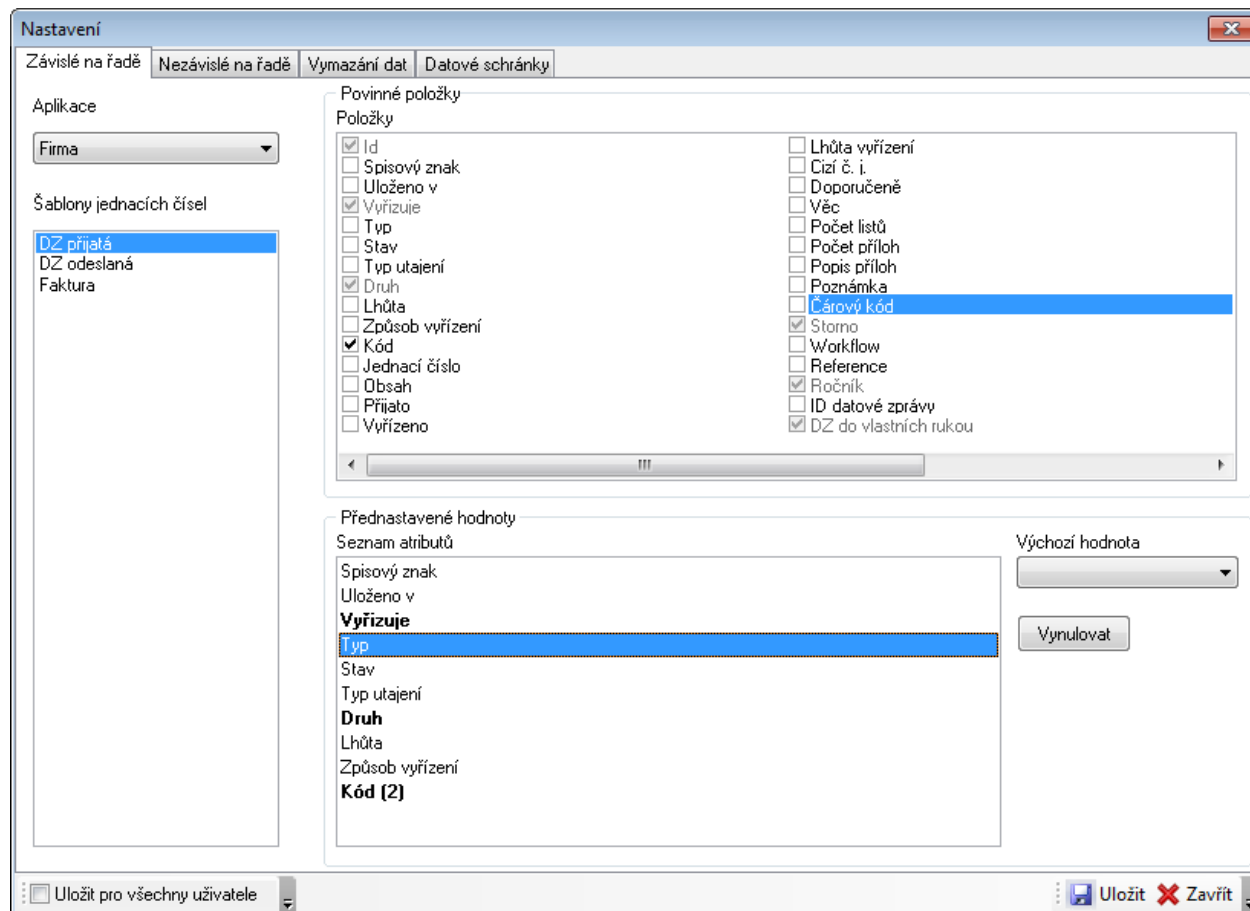 Nastavení
Závislé na řadě
Nezávislé na řadě
Vymazání dat
Datové schránky
Aplikace
Firma
Šablony jednacích čísel
DZ přijatá
DZ odeslaná
Faktura
Povinné položky
Položky
Id
Spisový znak
Uloženo v
Vyřizuje
Typ
Stav
Typ utajení
Druh
Lhůta
Způsob vyřízení
Kód
Jednací číslo
Obsah
Přijato
Vyřízeno
Lhůta vyřízení
Cizí č. j.
Doporučeně
Věc
Počet listů
Počet příloh
Popis příloh
Poznámka
Čárový kód
Storno
Workflow
Reference
Ročník
ID datové zprávy
DZ do vlastních rukou
Přednastavené hodnoty
Seznam atributů
Spisový znak
Uloženo v
Vyřizuje
Typ
Stav
Typ utajení
Druh
Lhůta
Způsob vyřízení
Kód (2)
Výchozí hodnota
Vynulovat
Uložit pro všechny uživatele
Uložit
Zavřít